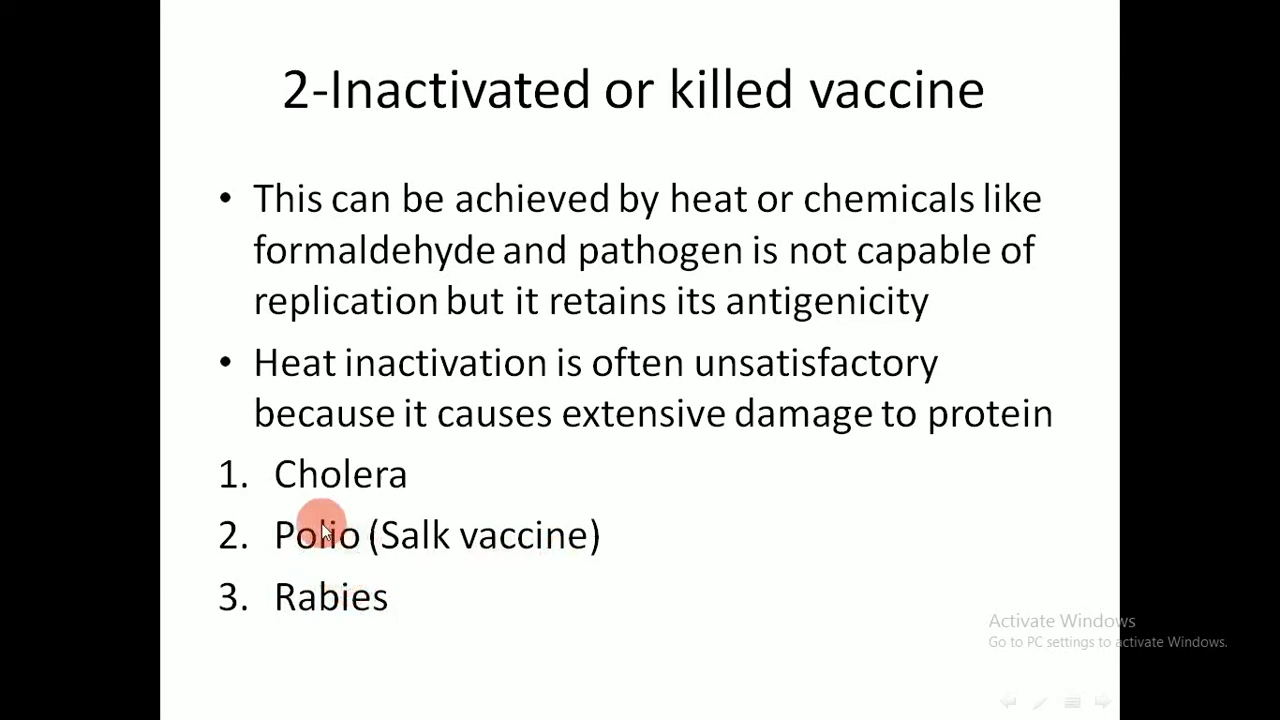 2-Inactivated or killed vaccine
• This can be achieved by heat or chemicals like
formaldehyde and pathogen is not capable of
replication but it retains its antigenicity
• Heat inactivation is often unsatisfactory
because it causes extensive damage to protein
1. Cholera
2. Polio (Salk vaccine)
3. Rabies
Activate Windows
Go to PC settings to activate Windows.